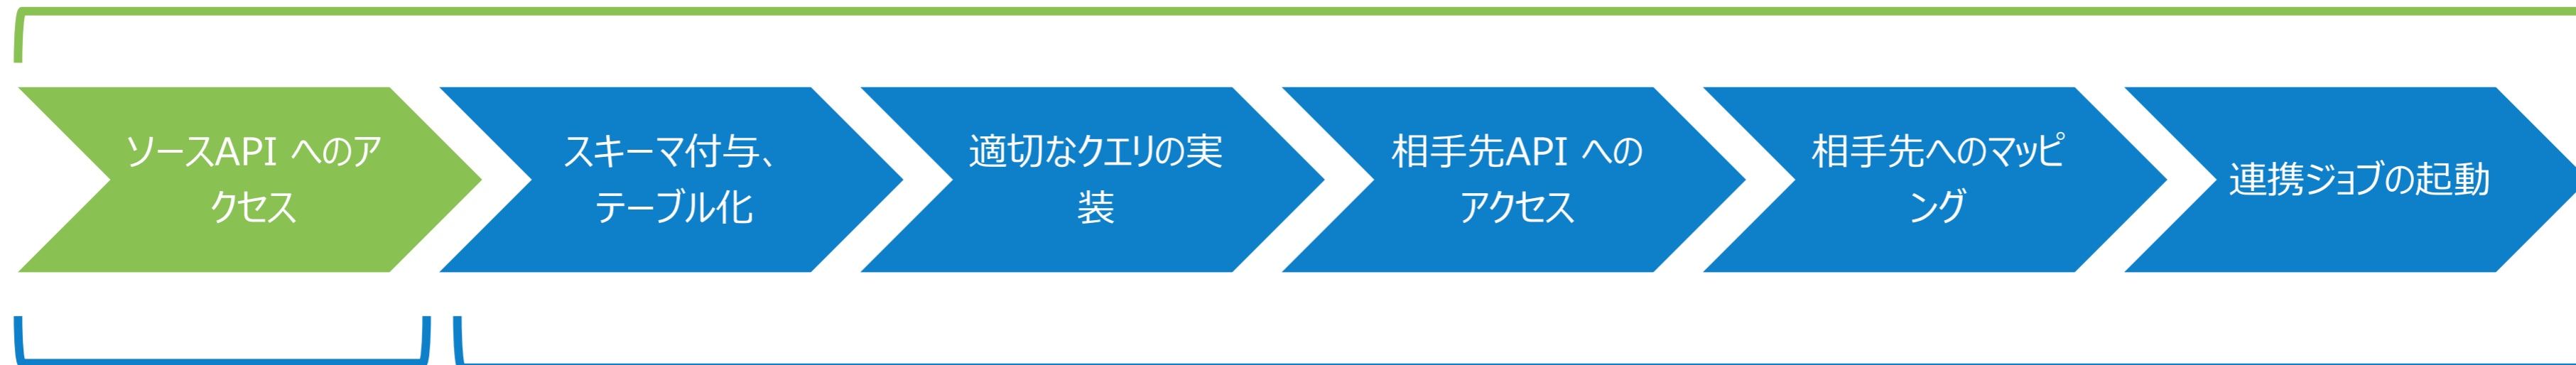 ソースAPI へのア
クセス
スキーマ付与、
テーブル化
適切なクエリの実
装
相手先API への
アクセス
相手先へのマッピ
ング
連携ジョブの起動